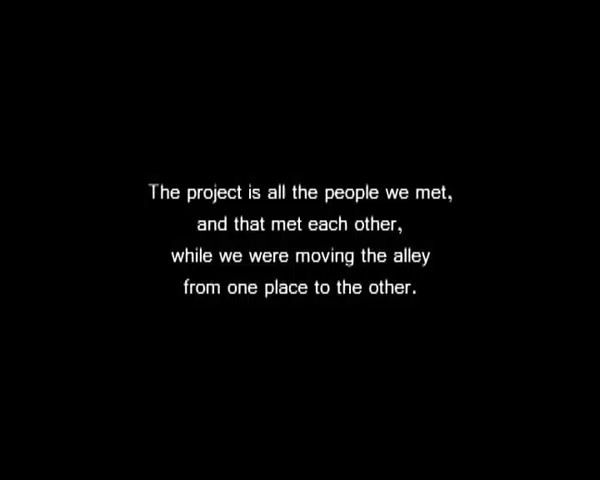 The project is all the people we met,
and that met each other,
while we were moving the alley
from one place to the other.